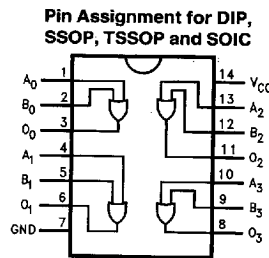 Pin Assignment for DIP,
SSOP, TSSOP and SOIC
A0 1
B0 2
O0 3
A1 4
B1 5
O1 6
GND 7
14 VCC
13 A2
12 B2
11 O2
10 A3
9 B3
8 O3